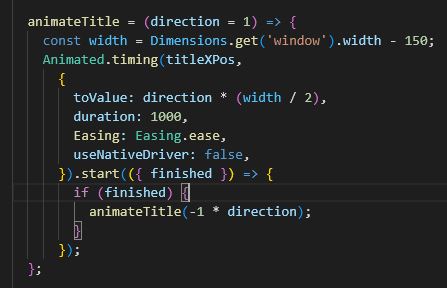 animateTitle = (direction = 1) => {
const width = Dimensions.get('window').width - 150;
Animated.timing(titleXPos,
{
toValue: direction * (width / 2),
duration: 1000,
Easing: Easing.ease,
useNativeDriver: false,
}).start(({ finished }) => {
if (finished) {
animateTitle(-1 * direction);
}
});
};